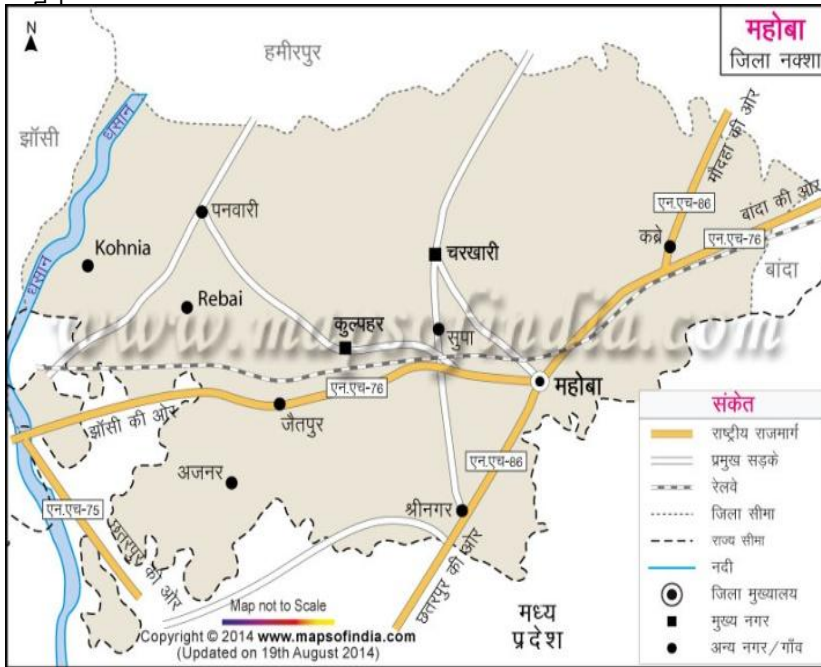 N
महोबा
जिला नक्शा
हमीरपुर
झाँसी
धसान
मौदहा की ओर
पनवारी
एन.एच-86
बांदा की ओर
कब्रे
एन.एच-76
Kohnia
चरखारी
बांदा
धसान
Rebai
www.mapsofindia.com
कुल्पहर
सुपा
एन.एच-76
महोबा
झाँसी की ओर
जैतपुर
एन.एच-86
अजनर
श्रीनगर
एन.एच-75
छतरपुर की ओर
छतरपुर की ओर
मध्य
प्रदेश
संकेत
राष्ट्रीय राजमार्ग
प्रमुख सड़के
रेलवे
जिला सीमा
राज्य सीमा
नदी
जिला मुख्यालय
मुख्य नगर
अन्य नगर/गाँव
Map not to Scale
Copyright © 2014 www.mapsofindia.com
(Updated on 19th August 2014)